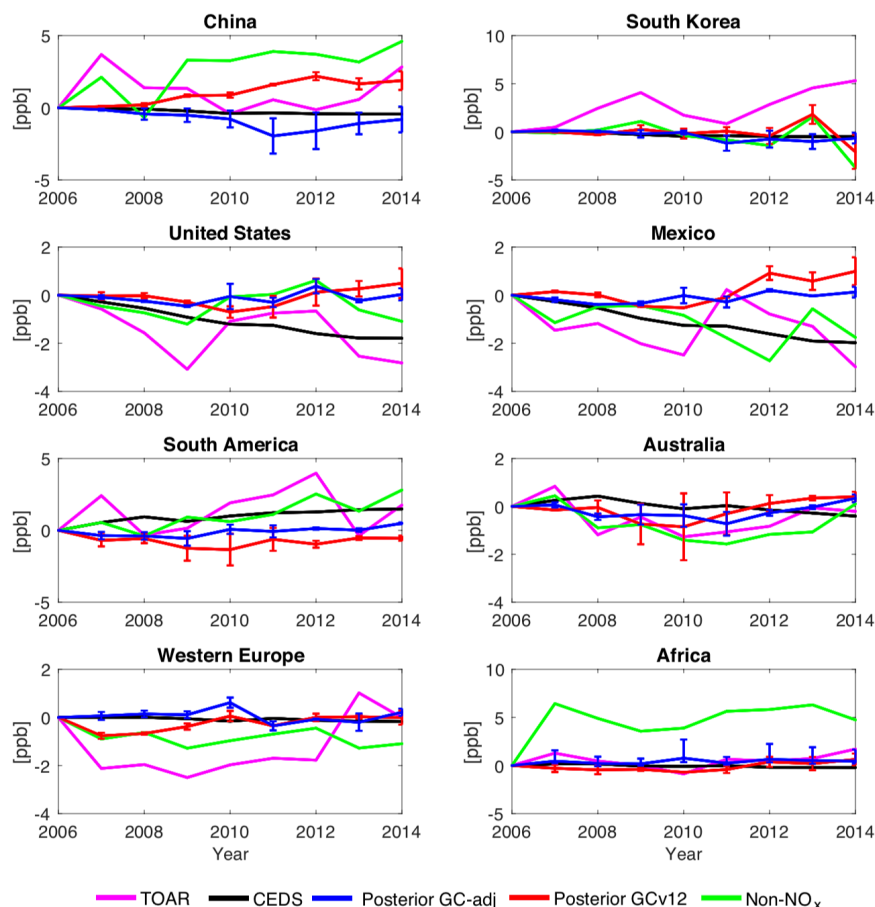 China
South Korea
[ppb]
5
0
-5
2006 2008 2010 2012 2014
[ppb]
10
5
0
-5
2006 2008 2010 2012 2014
United States
Mexico
[ppb]
2
0
-2
-4
2006 2008 2010 2012 2014
[ppb]
2
0
-2
-4
2006 2008 2010 2012 2014
South America
Australia
[ppb]
5
0
-5
2006 2008 2010 2012 2014
[ppb]
2
0
-2
-4
2006 2008 2010 2012 2014
Western Europe
Africa
[ppb]
2
0
-2
-4
2006 2008 2010 2012 2014
Year
[ppb]
10
5
0
-5
2006 2008 2010 2012 2014
Year
TOAR CEDS Posterior GC-adj Posterior GCv12 Non-NOx